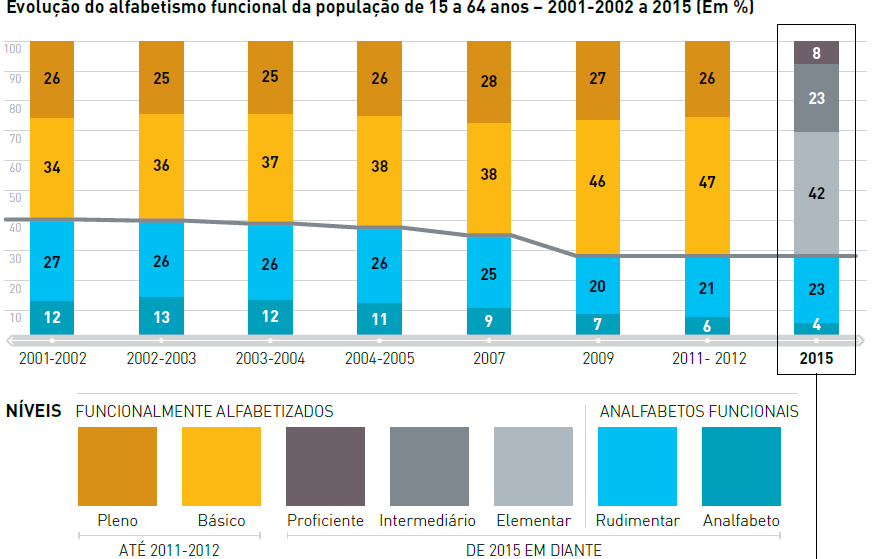 Evolução do alfabetismo funcional da população de 15 a 64 anos – 2001-2002 a 2015 (Em %)
100
90
80
70
60
50
40
30
20
10
26 25 25 26 28 27 26 8
23
34 36 37 38 38 46 47 42
27 26 26 26 25 20 21 23
12 13 12 11 9 7 6 4
2001-2002 2002-2003 2003-2004 2004-2005 2007 2009 2011- 2012 2015
NÍVEIS FUNCIONALMENTE ALFABETIZADOS ANALFABETOS FUNCIONAIS
Pleno Básico Proficiente Intermediário Elementar Rudimentar Analfabeto
ATÉ 2011-2012 DE 2015 EM DIANTE